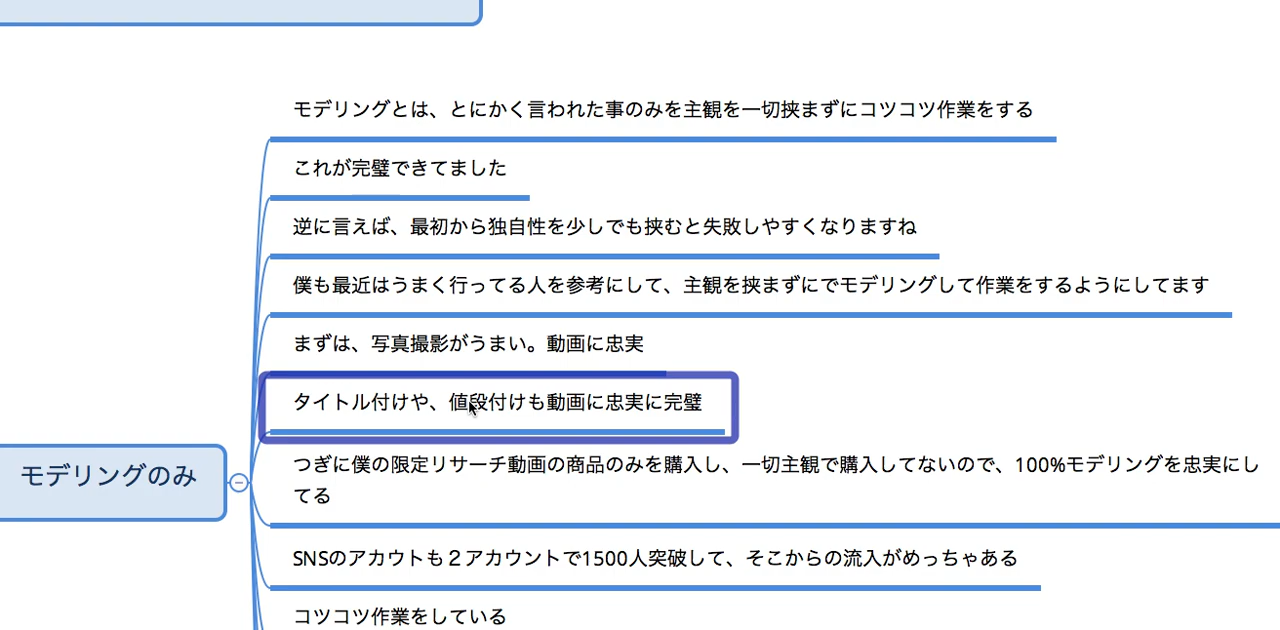 モデリングとは、とにかく言われた事のみを主観を一切挟まずにコツコツ作業をする
これが完璧できてました
逆に言えば、最初から独自性を少しでも挟むと失敗しやすくなりますね
僕も最近はうまく行ってる人を参考にして、主観を挟まずにでモデリングして作業をするようにしてます
まずは、写真撮影がうまい。動画に忠実
タイトル付けや、値段付けも動画に忠実に完璧
モデリングのみ
つぎに僕の限定リサーチ動画の商品のみを購入し、一切主観で購入してないので、100%モデリングを忠実にし
てる
SNSのアカウトも２アカウントで1500人突破して、そこからの流入がめっちゃある
コツコツ作業をしている